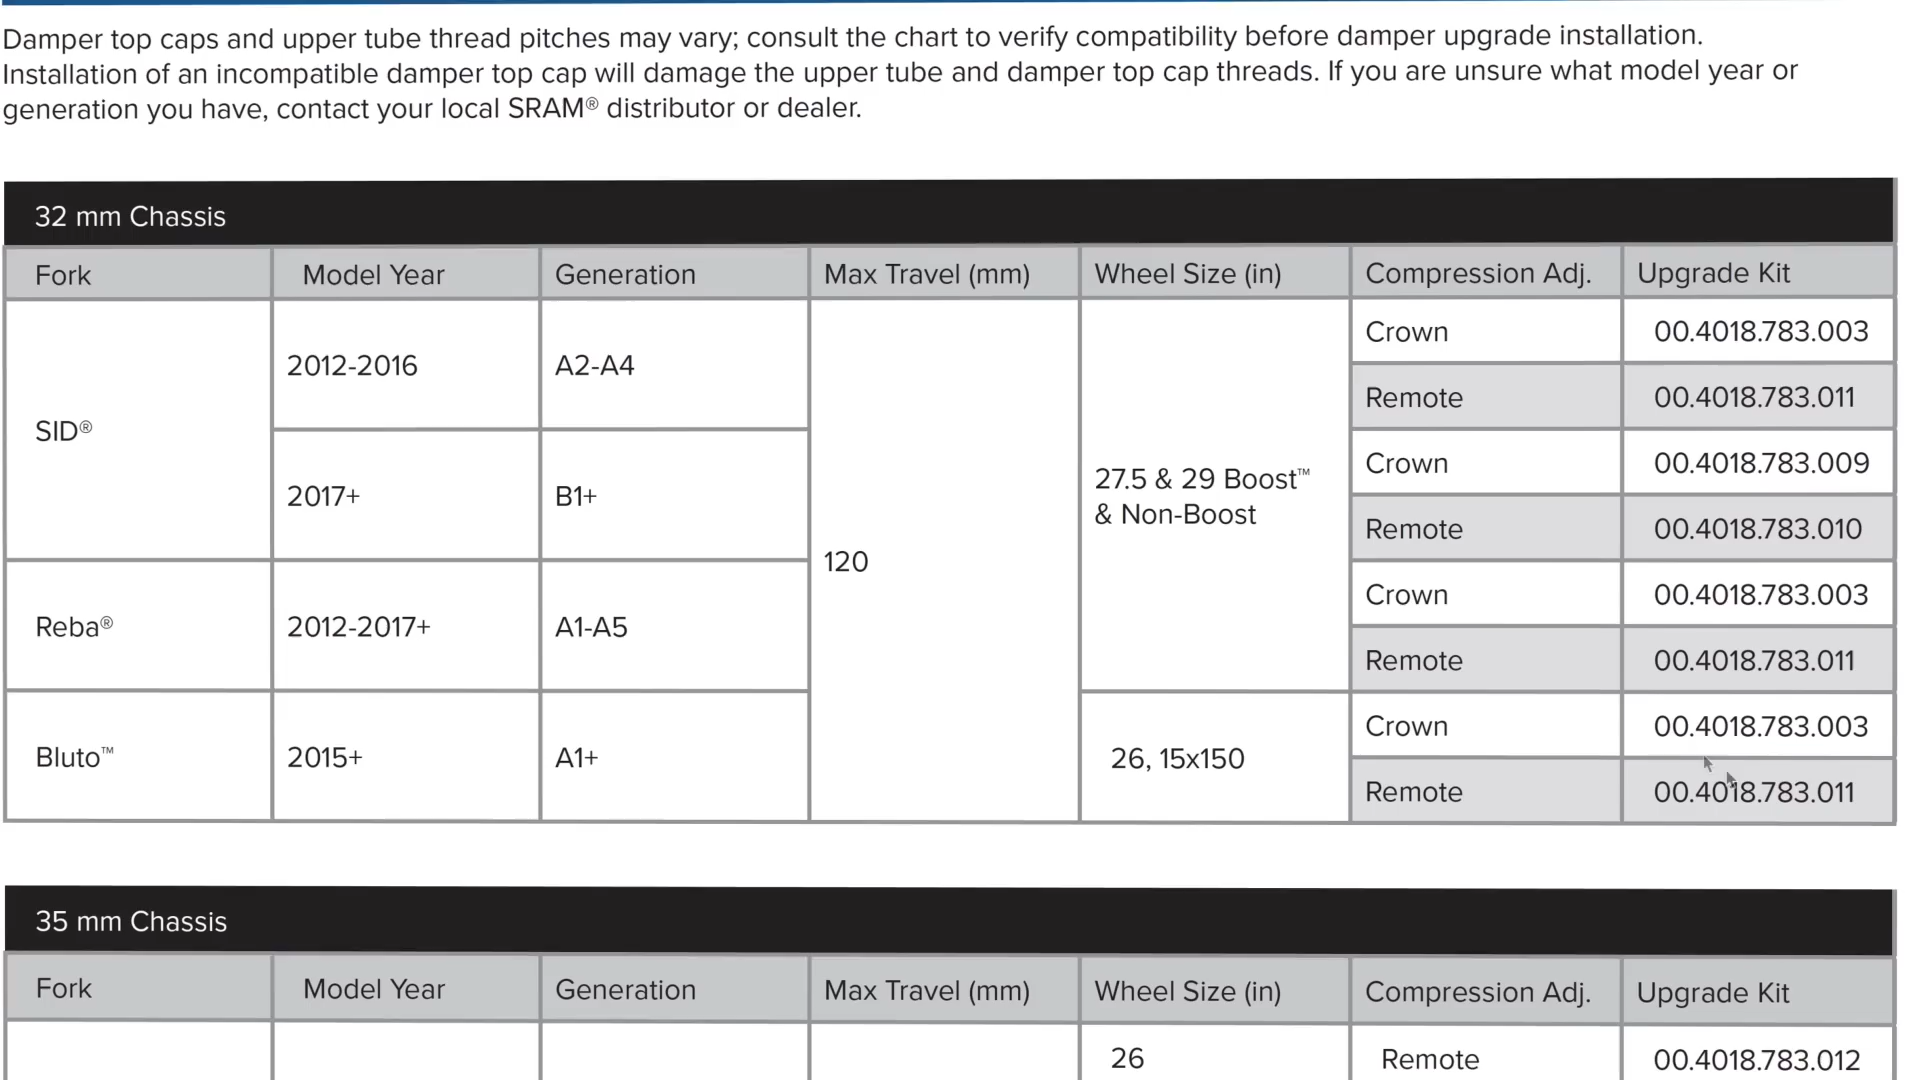 Damper top caps and upper tube thread pitches may vary; consult the chart to verify compatibility before damper upgrade installation.
Installation of an incompatible damper top cap will damage the upper tube and damper top cap threads. If you are unsure what model year or
generation you have, contact your local SRAM® distributor or dealer.
32 mm Chassis
Fork Model Year Generation Max Travel (mm) Wheel Size (in) Compression Adj. Upgrade Kit
SID® 2012-2016 A2-A4 120 27.5 & 29 Boost™
& Non-Boost Crown 00.4018.783.003
Remote 00.4018.783.011
2017+ B1+ Crown 00.4018.783.009
Remote 00.4018.783.010
Reba® 2012-2017+ A1-A5 Crown 00.4018.783.003
Remote 00.4018.783.011
Bluto™ 2015+ A1+ 26, 15x150 Crown 00.4018.783.003
Remote 00.4018.783.011
35 mm Chassis
Fork Model Year Generation Max Travel (mm) Wheel Size (in) Compression Adj. Upgrade Kit
26 Remote 00.4018.783.012